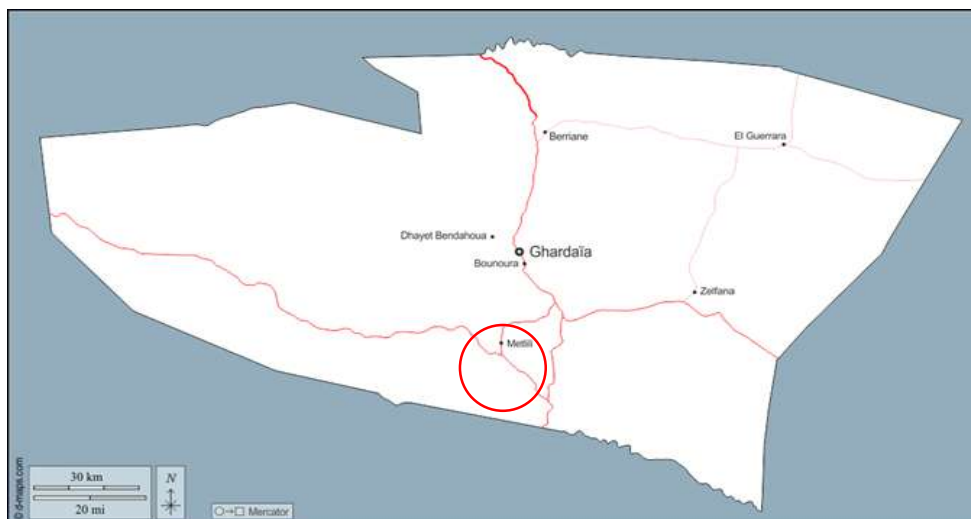 Berriane
El Guerrara
Dhayet Bendahoua
Ghardaïa
Bounoura
Zelfana
Metlili
© d-maps.com
30 km
20 mi
N
Mercator